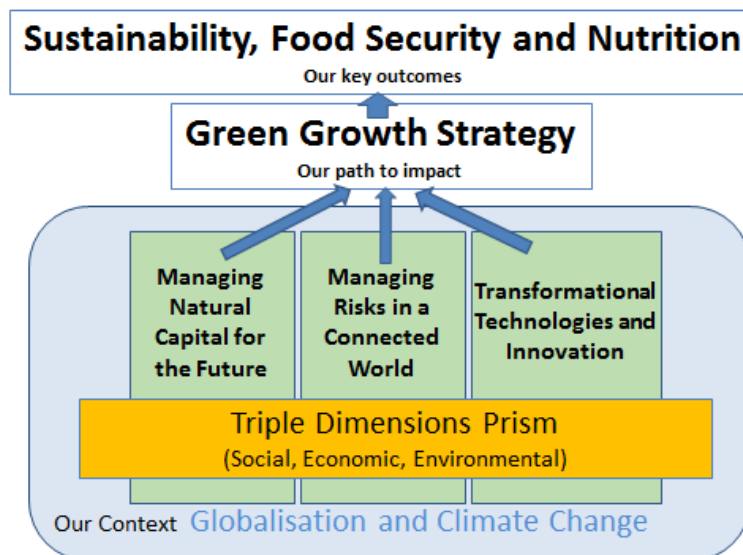 Sustainability, Food Security and Nutrition
Our key outcomes
Green Growth Strategy
Our path to impact
Managing
Natural
Capital for
the Future
Managing
Risks in a
Connected
World
Transformational
Technologies and
Innovation
Triple Dimensions Prism
(Social, Economic, Environmental)
Our Context Globalisation and Climate Change